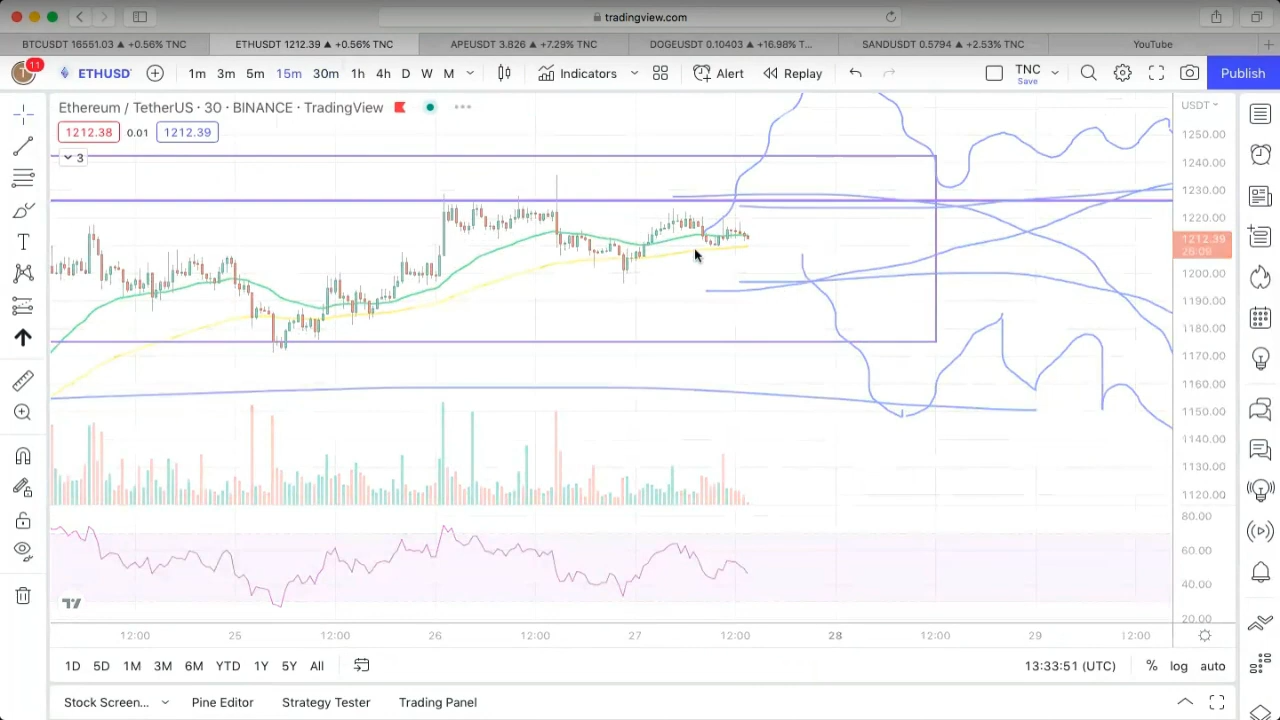 tradingview.com
BTCUSDT 16551.03 ▲ +0.56% TNC
ETHUSDT 1212.39 ▲ +0.56% TNC
APEUSDT 3.826 ▲ +7.29% TNC
DOGEUSDT 0.10403 ▲ +16.98% T...
SANDUSDT 0.5794 ▲ +2.53% TNC
YouTube
T 11
ETHUSDT 1m 3m 5m 15m 30m 1h 4h D W M Indicators Alert Replay TNC Save Publish
Ethereum / TetherUS · 30 · BINANCE · TradingView
1212.38 0.01 1212.39
3
USDT
1250.00
1240.00
1230.00
1220.00
1212.39
26:09
1200.00
1190.00
1180.00
1170.00
1160.00
1150.00
1140.00
1130.00
1120.00
80.00
60.00
40.00
20.00
12:00 25 12:00 26 12:00 27 12:00 28 12:00 29 12:00
1D 5D 1M 3M 6M YTD 1Y 5Y All 13:33:51 (UTC) % log auto
Stock Screen... Pine Editor Strategy Tester Trading Panel